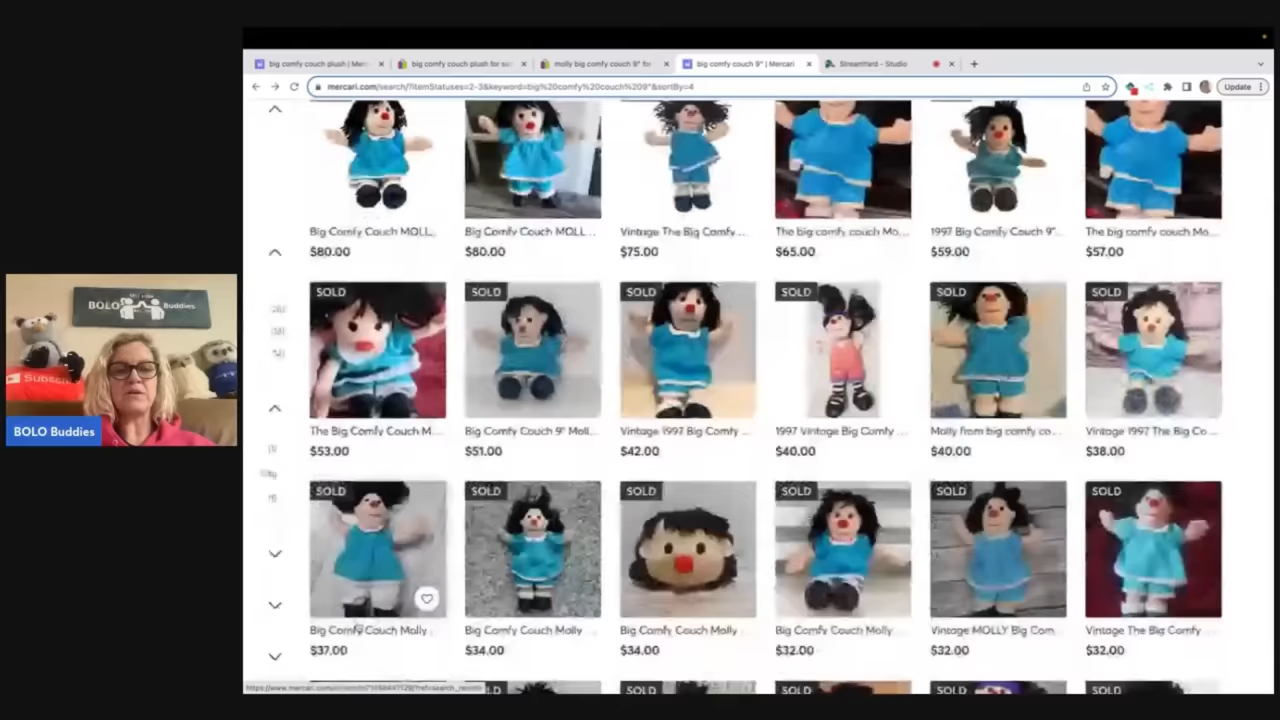 big comfy couch plush | Merc
big comfy couch plush for sa
molly big comfy couch 9" for
big comfy couch 9" | Mercari
StreamYard - Studio
mercari.com/search/?itemStatuses=2-3&keyword=big%20comfy%20couch%209"&sortBy=4
Update
Big Comfy Couch MOLL...
Big Comfy Couch MOLL...
Vintage The Big Comfy ...
The big comfy couch Mo...
1997 Big Comfy Couch 9"...
The big comfy couch Mo...
$80.00
$80.00
$75.00
$65.00
$59.00
$57.00
SOLD
SOLD
SOLD
SOLD
SOLD
SOLD
The Big Comfy Couch M...
Big Comfy Couch 9" Moll...
Vintage 1997 Big Comfy ...
1997 Vintage Big Comfy ...
Molly from big comfy co...
Vintage 1997 The Big Co...
$53.00
$51.00
$42.00
$40.00
$40.00
$38.00
SOLD
SOLD
SOLD
SOLD
SOLD
SOLD
Big Comfy Couch Molly ...
Big Comfy Couch Molly ...
Big Comfy Couch Molly ...
Big Comfy Couch Molly ...
Vintage MOLLY Big Com...
Vintage The Big Comfy ...
$37.00
$34.00
$34.00
$32.00
$32.00
$32.00
BOLO Buddies
Subscri
BOLO Buddies